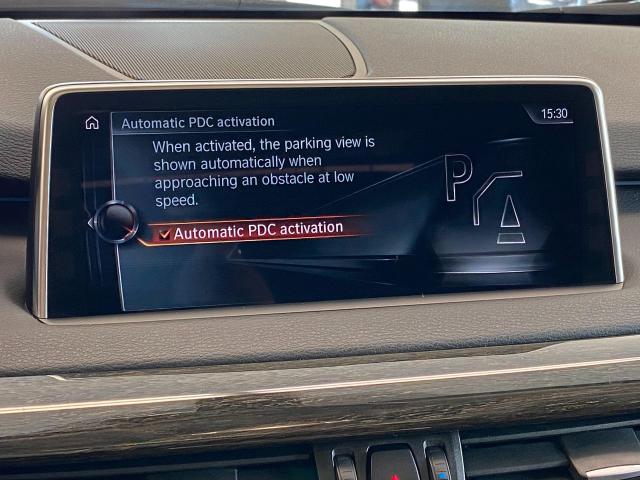 Automatic PDC activation
15:30
When activated, the parking view is
shown automatically when
approaching an obstacle at low
speed.
Automatic PDC activation
P